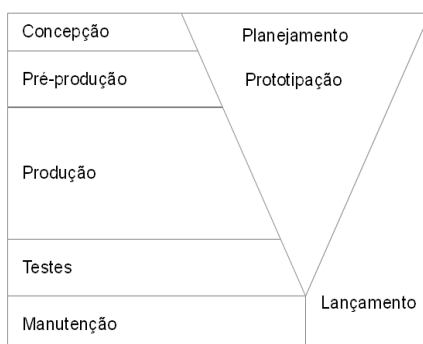 Concepção
Planejamento
Pré-produção
Prototipação
Produção
Testes
Lançamento
Manutenção